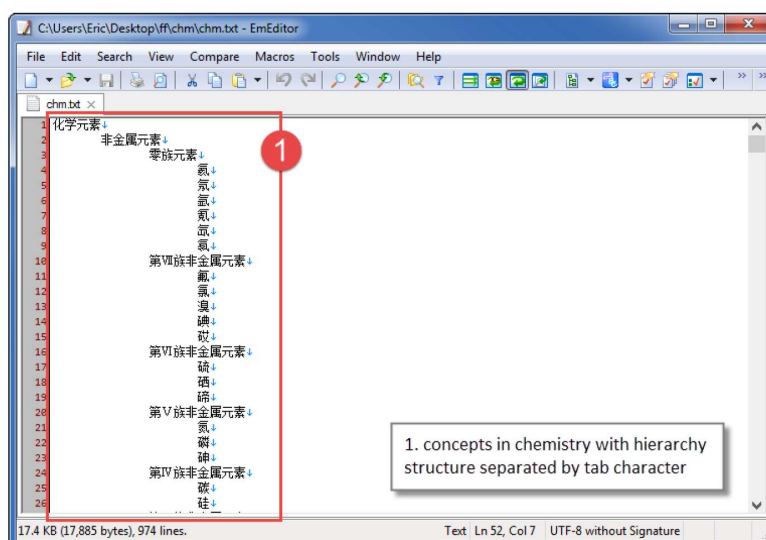 C:\Users\Eric\Desktop\ff\chm\chm.txt - EmEditor
File Edit Search View Compare Macros Tools Window Help
chm.txt ×
1 化学元素↓
2 非金属元素↓
3 零族元素↓
4 氦↓
5 氖↓
6 氩↓
7 氪↓
8 氙↓
9 氡↓
10 第Ⅶ族非金属元素↓
11 氟↓
12 氯↓
13 溴↓
14 碘↓
15 砹↓
16 第Ⅵ族非金属元素↓
17 硫↓
18 硒↓
19 碲↓
20 第Ⅴ族非金属元素↓
21 氮↓
22 磷↓
23 砷↓
24 第Ⅳ族非金属元素↓
25 碳↓
26 硅↓
1
1. concepts in chemistry with hierarchy
structure separated by tab character
17.4 KB (17,885 bytes), 974 lines. Text Ln 52, Col 7 UTF-8 without Signature